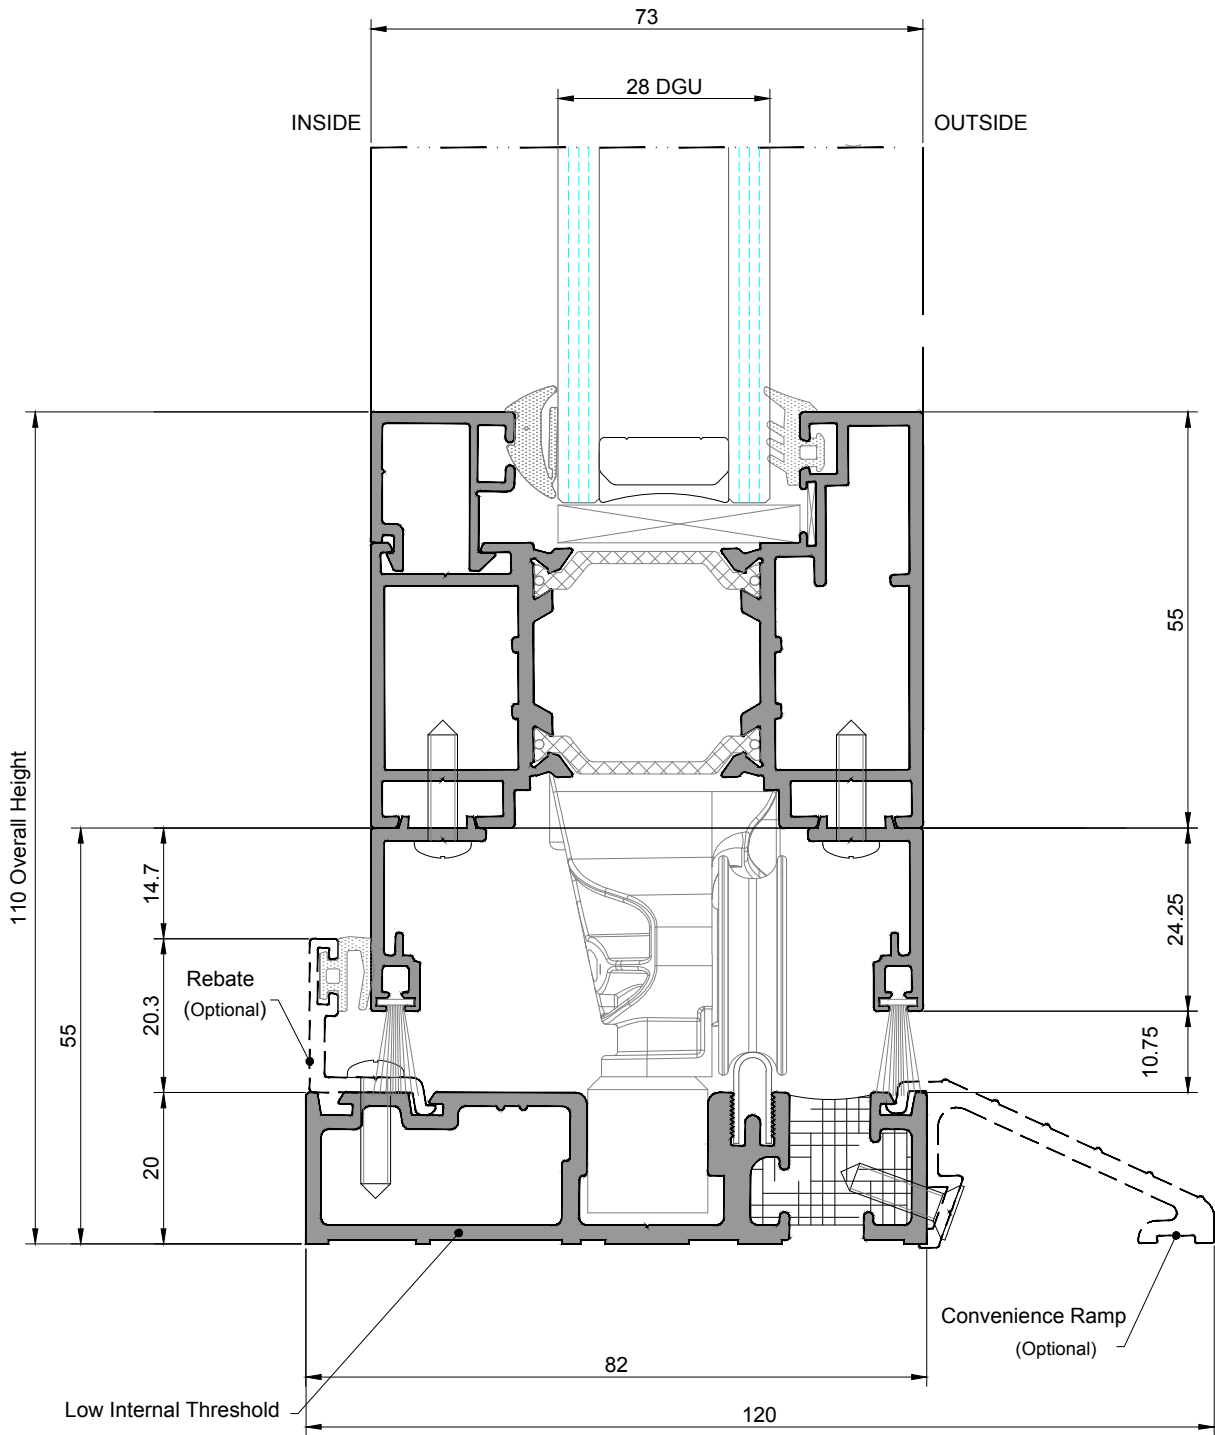 73
28 DGU
INSIDE
OUTSIDE
55
110 Overall Height
14.7
24.25
Rebate
(Optional)
20.3
55
10.75
20
Convenience Ramp
(Optional)
82
Low Internal Threshold
120